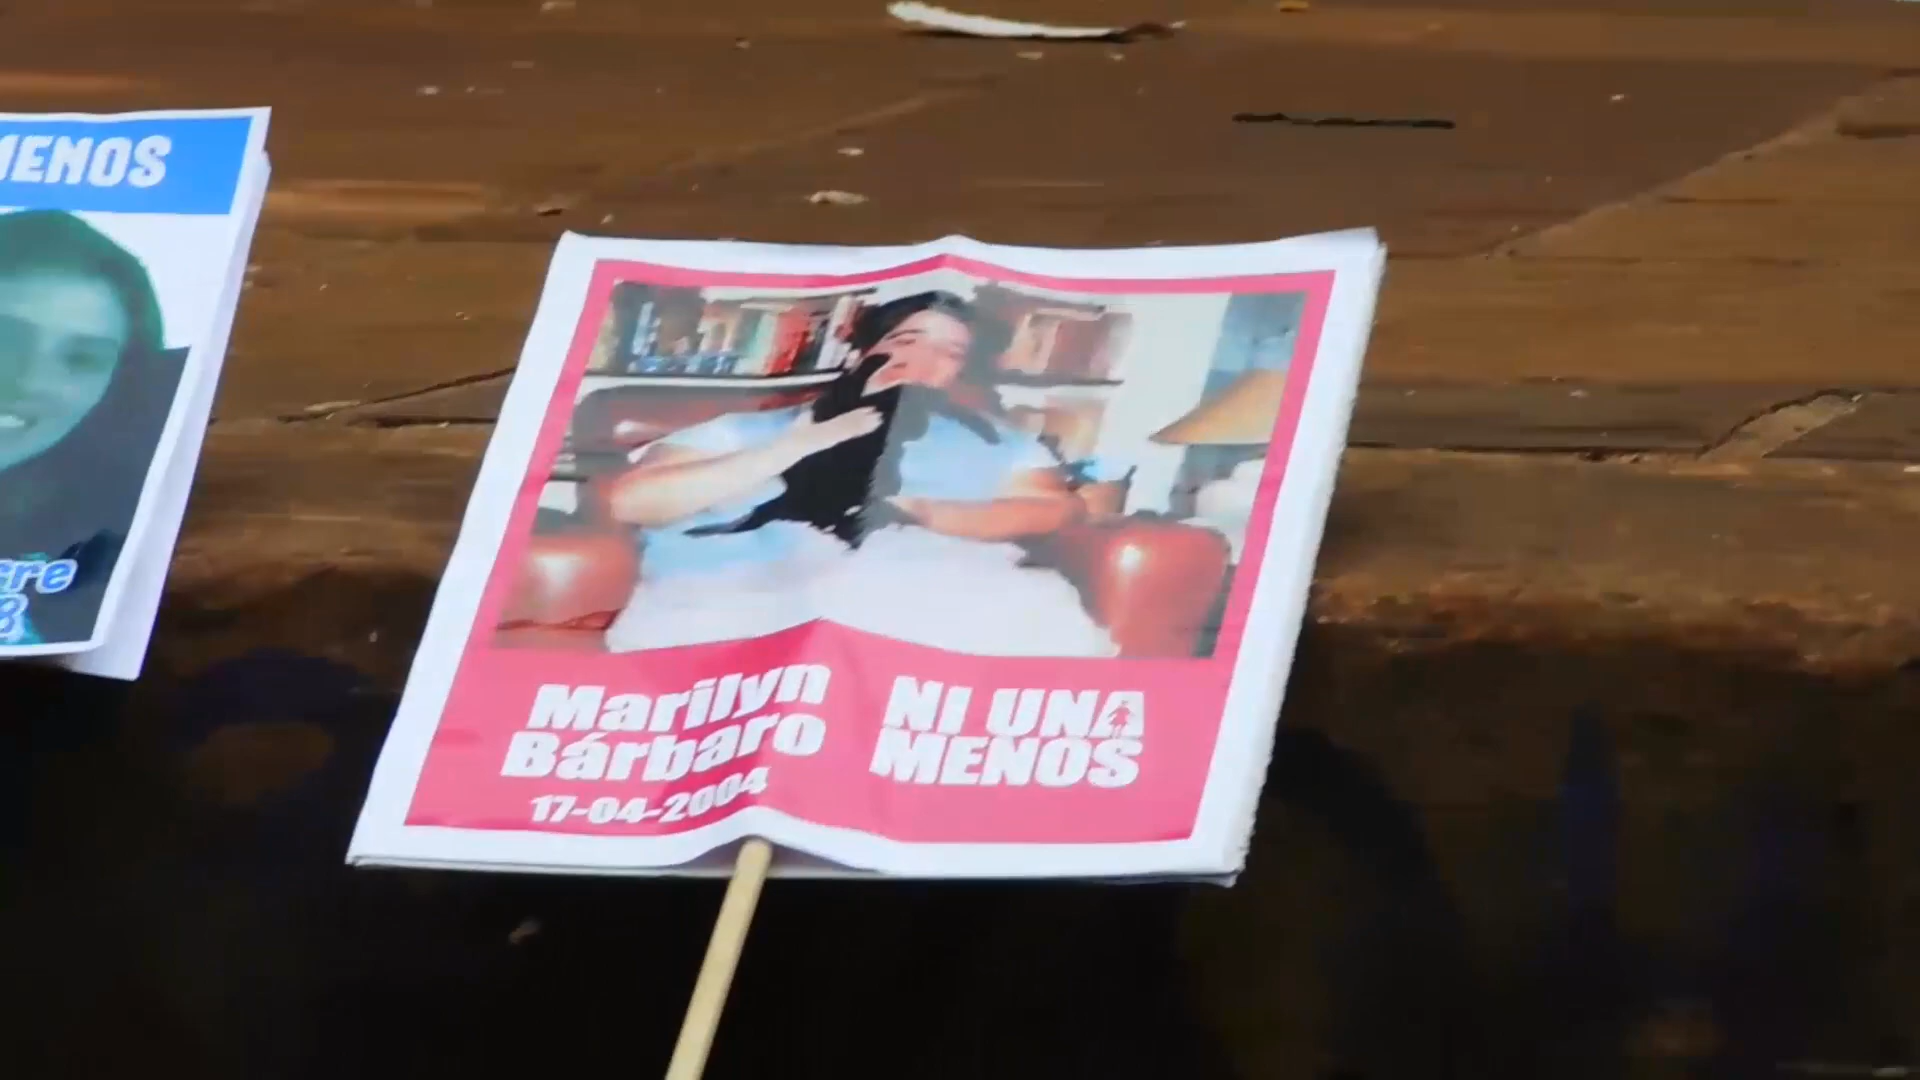 MENOS
Marilyn
Bárbaro
17-04-2004
NI UNA
MENOS